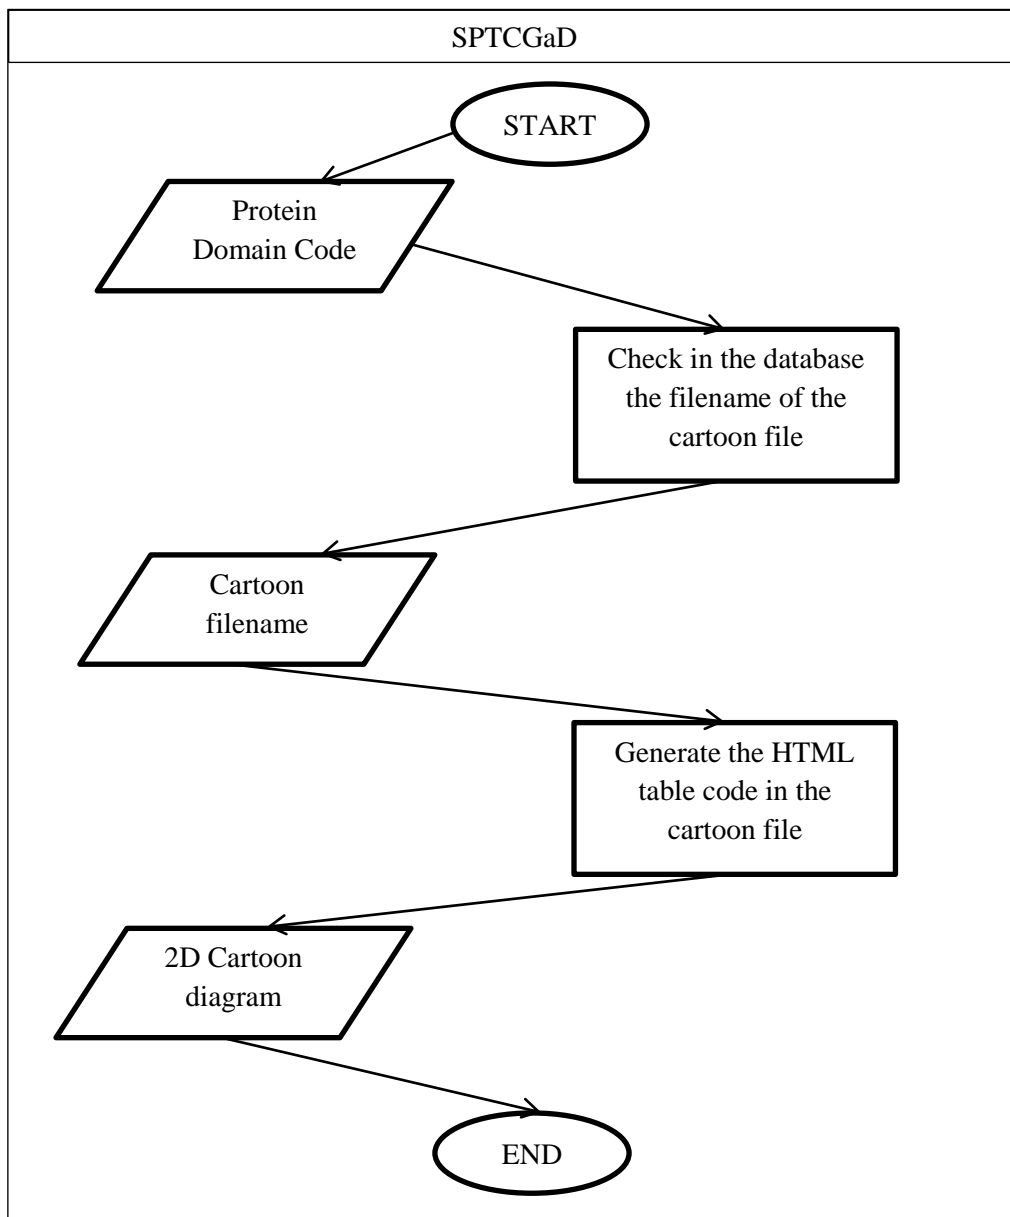 SPTCGaD
START
Protein
Domain Code
Check in the database
the filename of the
cartoon file
Cartoon
filename
Generate the HTML
table code in the
cartoon file
2D Cartoon
diagram
END